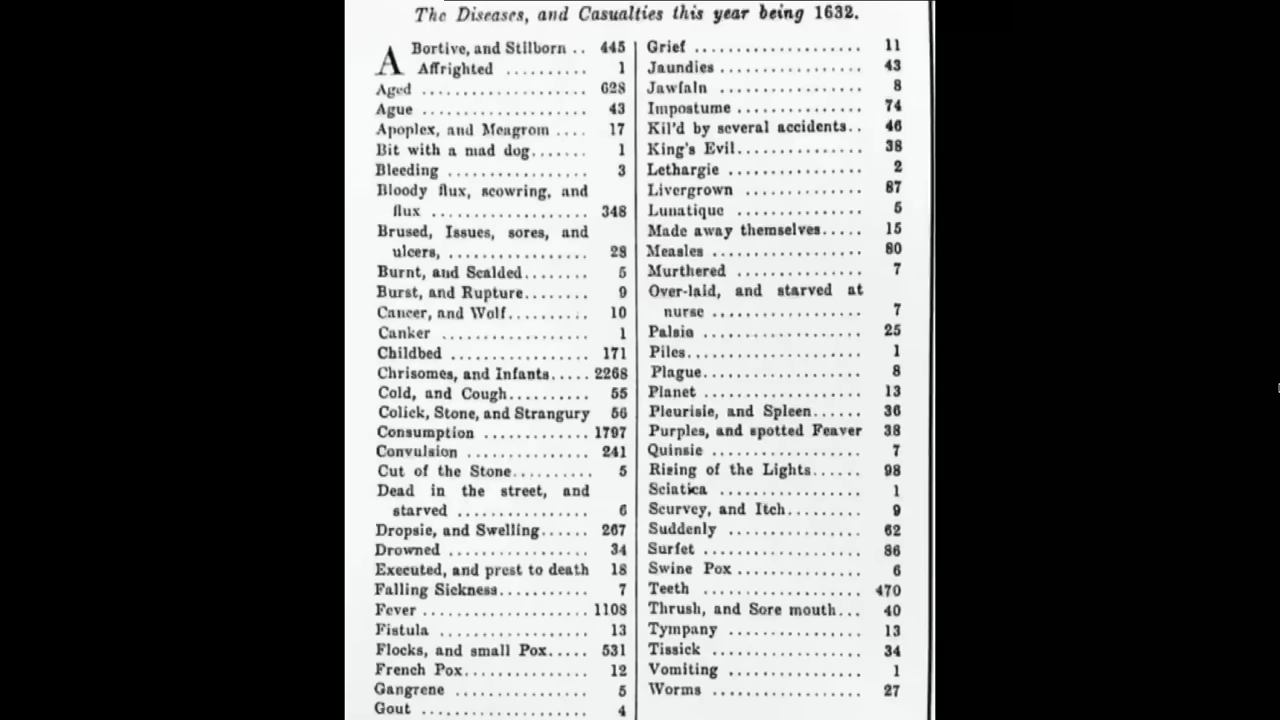 The Diseases, and Casualties this year being 1632.
ABortive, and Stilborn .. 445
Affrighted .......... 1
Aged .................. 628
Ague .................. 43
Apoplex, and Meagrom .... 17
Bit with a mad dog....... 1
Bleeding ................ 3
Bloody flux, scowring, and
flux .................. 348
Brused, Issues, sores, and
ulcers, ................. 28
Burnt, and Scalded........ 5
Burst, and Rupture........ 9
Cancer, and Wolf.......... 10
Canker ................. 1
Childbed ................ 171
Chrisomes, and Infants..... 2268
Cold, and Cough.......... 55
Colick, Stone, and Strangury 56
Consumption ............ 1797
Convulsion .............. 241
Cut of the Stone.......... 5
Dead in the street, and
starved ................ 6
Dropsie, and Swelling...... 267
Drowned ................ 34
Executed, and prest to death 18
Falling Sickness........... 7
Fever .................. 1108
Fistula ................. 13
Flocks, and small Pox..... 531
French Pox............... 12
Gangrene ............... 5
Gout .................. 4
Grief .................... 11
Jaundies ................. 43
Jawfaln ................. 8
Impostume ............... 74
Kil'd by several accidents.. 46
King's Evil............... 38
Lethargie ................ 2
Livergrown .............. 87
Lunatique ............... 5
Made away themselves..... 15
Measles ................. 80
Murthered ............... 7
Over-laid, and starved at
nurse .................. 7
Palsie ................... 25
Piles..................... 1
Plague................... 8
Planet .................. 13
Pleurisie, and Spleen...... 36
Purples, and spotted Feaver 38
Quinsie .................. 7
Rising of the Lights...... 98
Sciatica ................. 1
Scurvey, and Itch......... 9
Suddenly ................ 62
Surfet ................... 86
Swine Pox............... 6
Teeth ................... 470
Thrush, and Sore mouth... 40
Tympany ................ 13
Tissick .................. 34
Vomiting ................ 1
Worms .................. 27